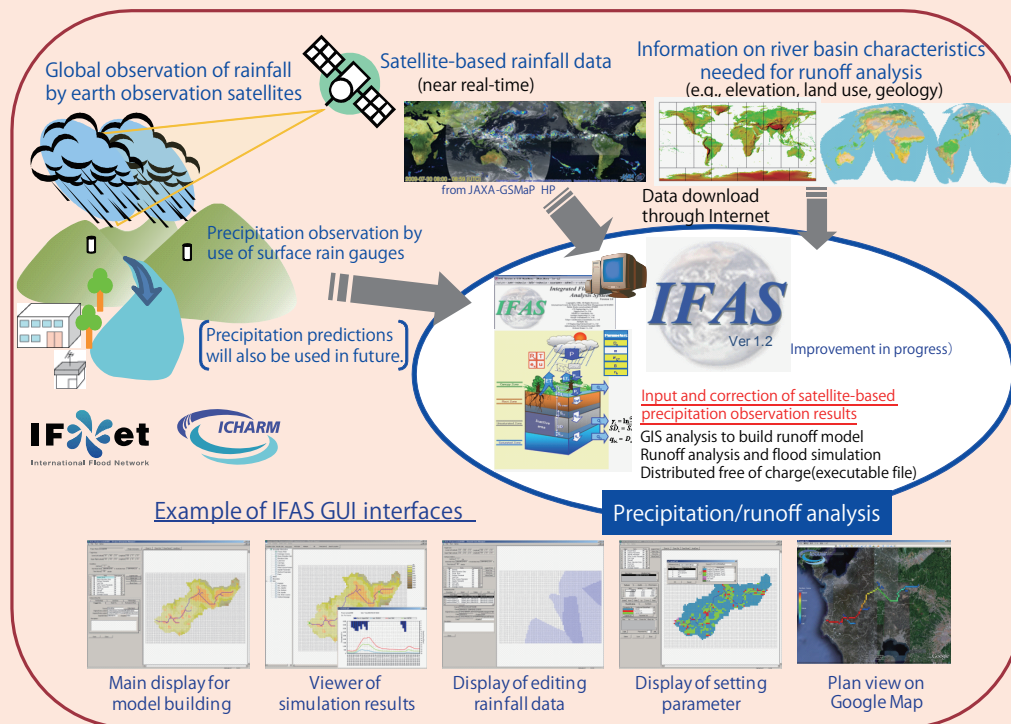 Global observation of rainfall
by earth observation satellites
Satellite-based rainfall data
(near real-time)
from JAXA-GSMaP HP
Information on river basin characteristics
needed for runoff analysis
(e.g., elevation, land use, geology)
Data download
through Internet
Precipitation observation by
use of surface rain gauges
Precipitation predictions
will also be used in future.
IFNet
International Flood Network
ICHARM
IFAS
P
IFAS
Ver 1.2
Improvement in progress）
Input and correction of satellite-based
precipitation observation results
GIS analysis to build runoff model
Runoff analysis and flood simulation
Distributed free of charge(executable file)
Precipitation/runoff analysis
Example of IFAS GUI interfaces
Main display for
model building
Viewer of
simulation results
Display of editing
rainfall data
Display of setting
parameter
Plan view on
Google Map